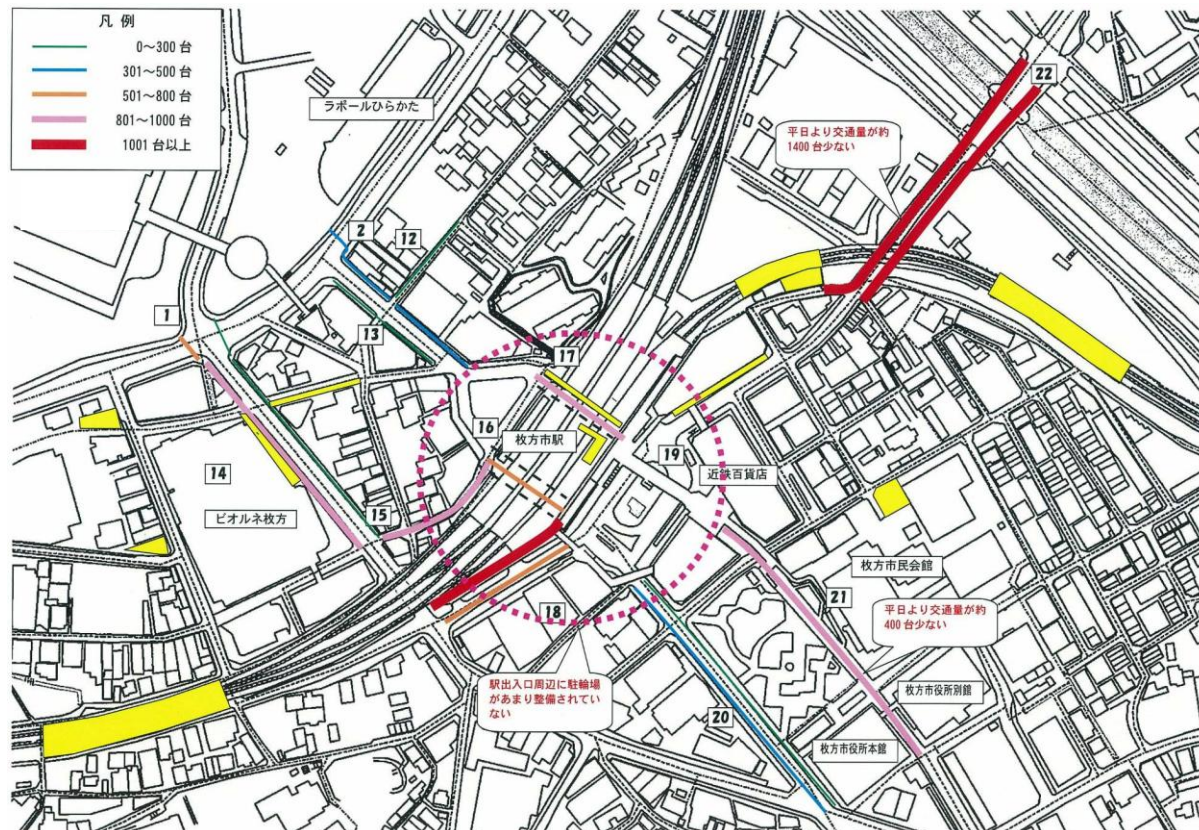 凡例
0～300 台
301～500 台
501～800 台
801～1000 台
1001 台以上
ラポールひらかた
22
平日より交通量が約
1400 台少ない
2
12
1
13
17
16
枚方市駅
19
近鉄百貨店
14
ビオルネ枚方
15
枚方市民会館
21
平日より交通量が約
400 台少ない
18
駅出入口周辺に駐輪場
があまり整備されてい
ない
枚方市役所別館
20
枚方市役所本館